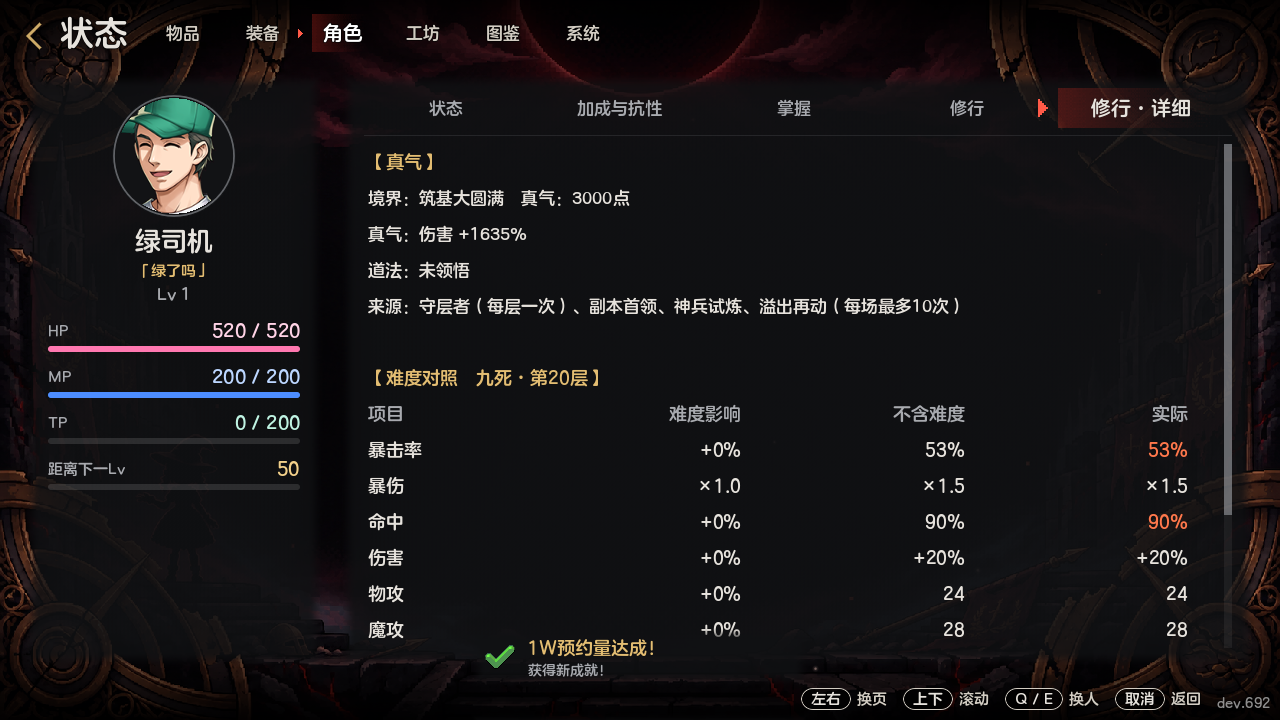 状态 物品 装备 角色 工坊 图鉴 系统
状态 加成与抗性 掌握 修行 修行·详细
绿司机
「绿了吗」
Lv 1
HP 520 / 520
MP 200 / 200
TP 0 / 200
距离下一Lv 50
【真气】
境界：筑基大圆满 真气：3000点
真气：伤害 +1635%
道法：未领悟
来源：守层者（每层一次）、副本首领、神兵试炼、溢出再动（每场最多10次）
【难度对照 九死·第20层】
项目 难度影响 不含难度 实际
暴击率 +0% 53% 53%
暴伤 ×1.0 ×1.5 ×1.5
命中 +0% 90% 90%
伤害 +0% +20% +20%
物攻 +0% 24 24
魔攻 +0% 28 28
1W预约量达成！
获得新成就！
左右 换页 上下 滚动 Q / E 换人 取消 返回
dev.692